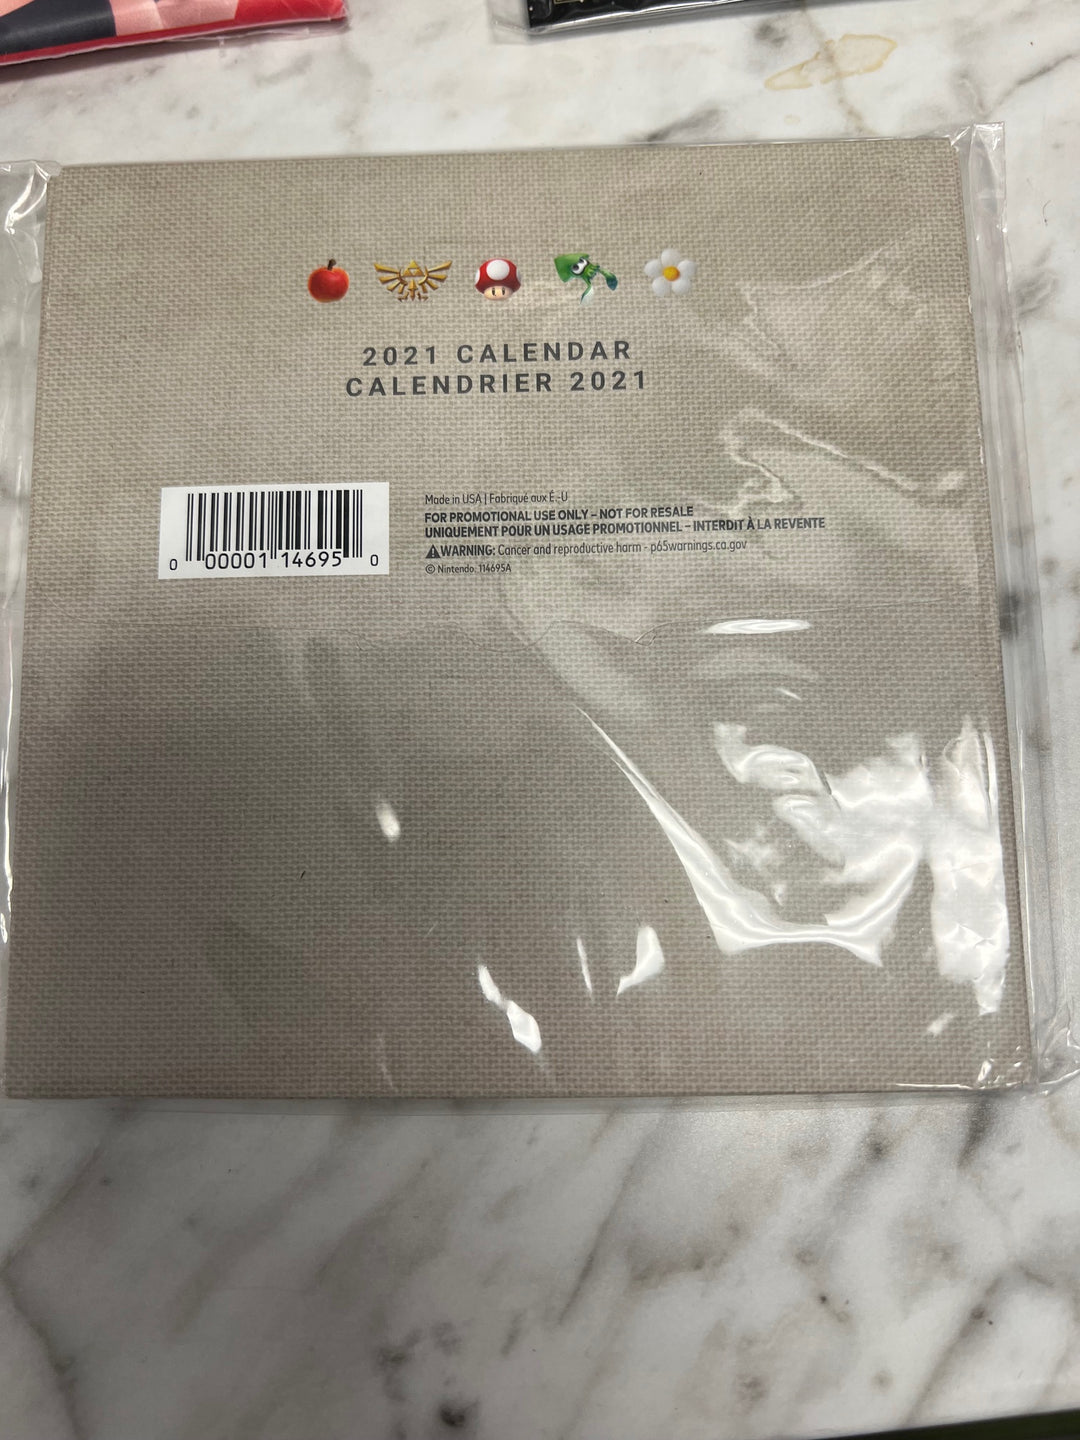 2021 CALENDAR
CALENDRIER 2021
0 00001 14695 0
Made in USA | Fabriqué aux É.-U
FOR PROMOTIONAL USE ONLY – NOT FOR RESALE
UNIQUEMENT POUR UN USAGE PROMOTIONNEL – INTERDIT À LA REVENTE
WARNING: Cancer and reproductive harm - p65warnings.ca.gov
© Nintendo. 114695A